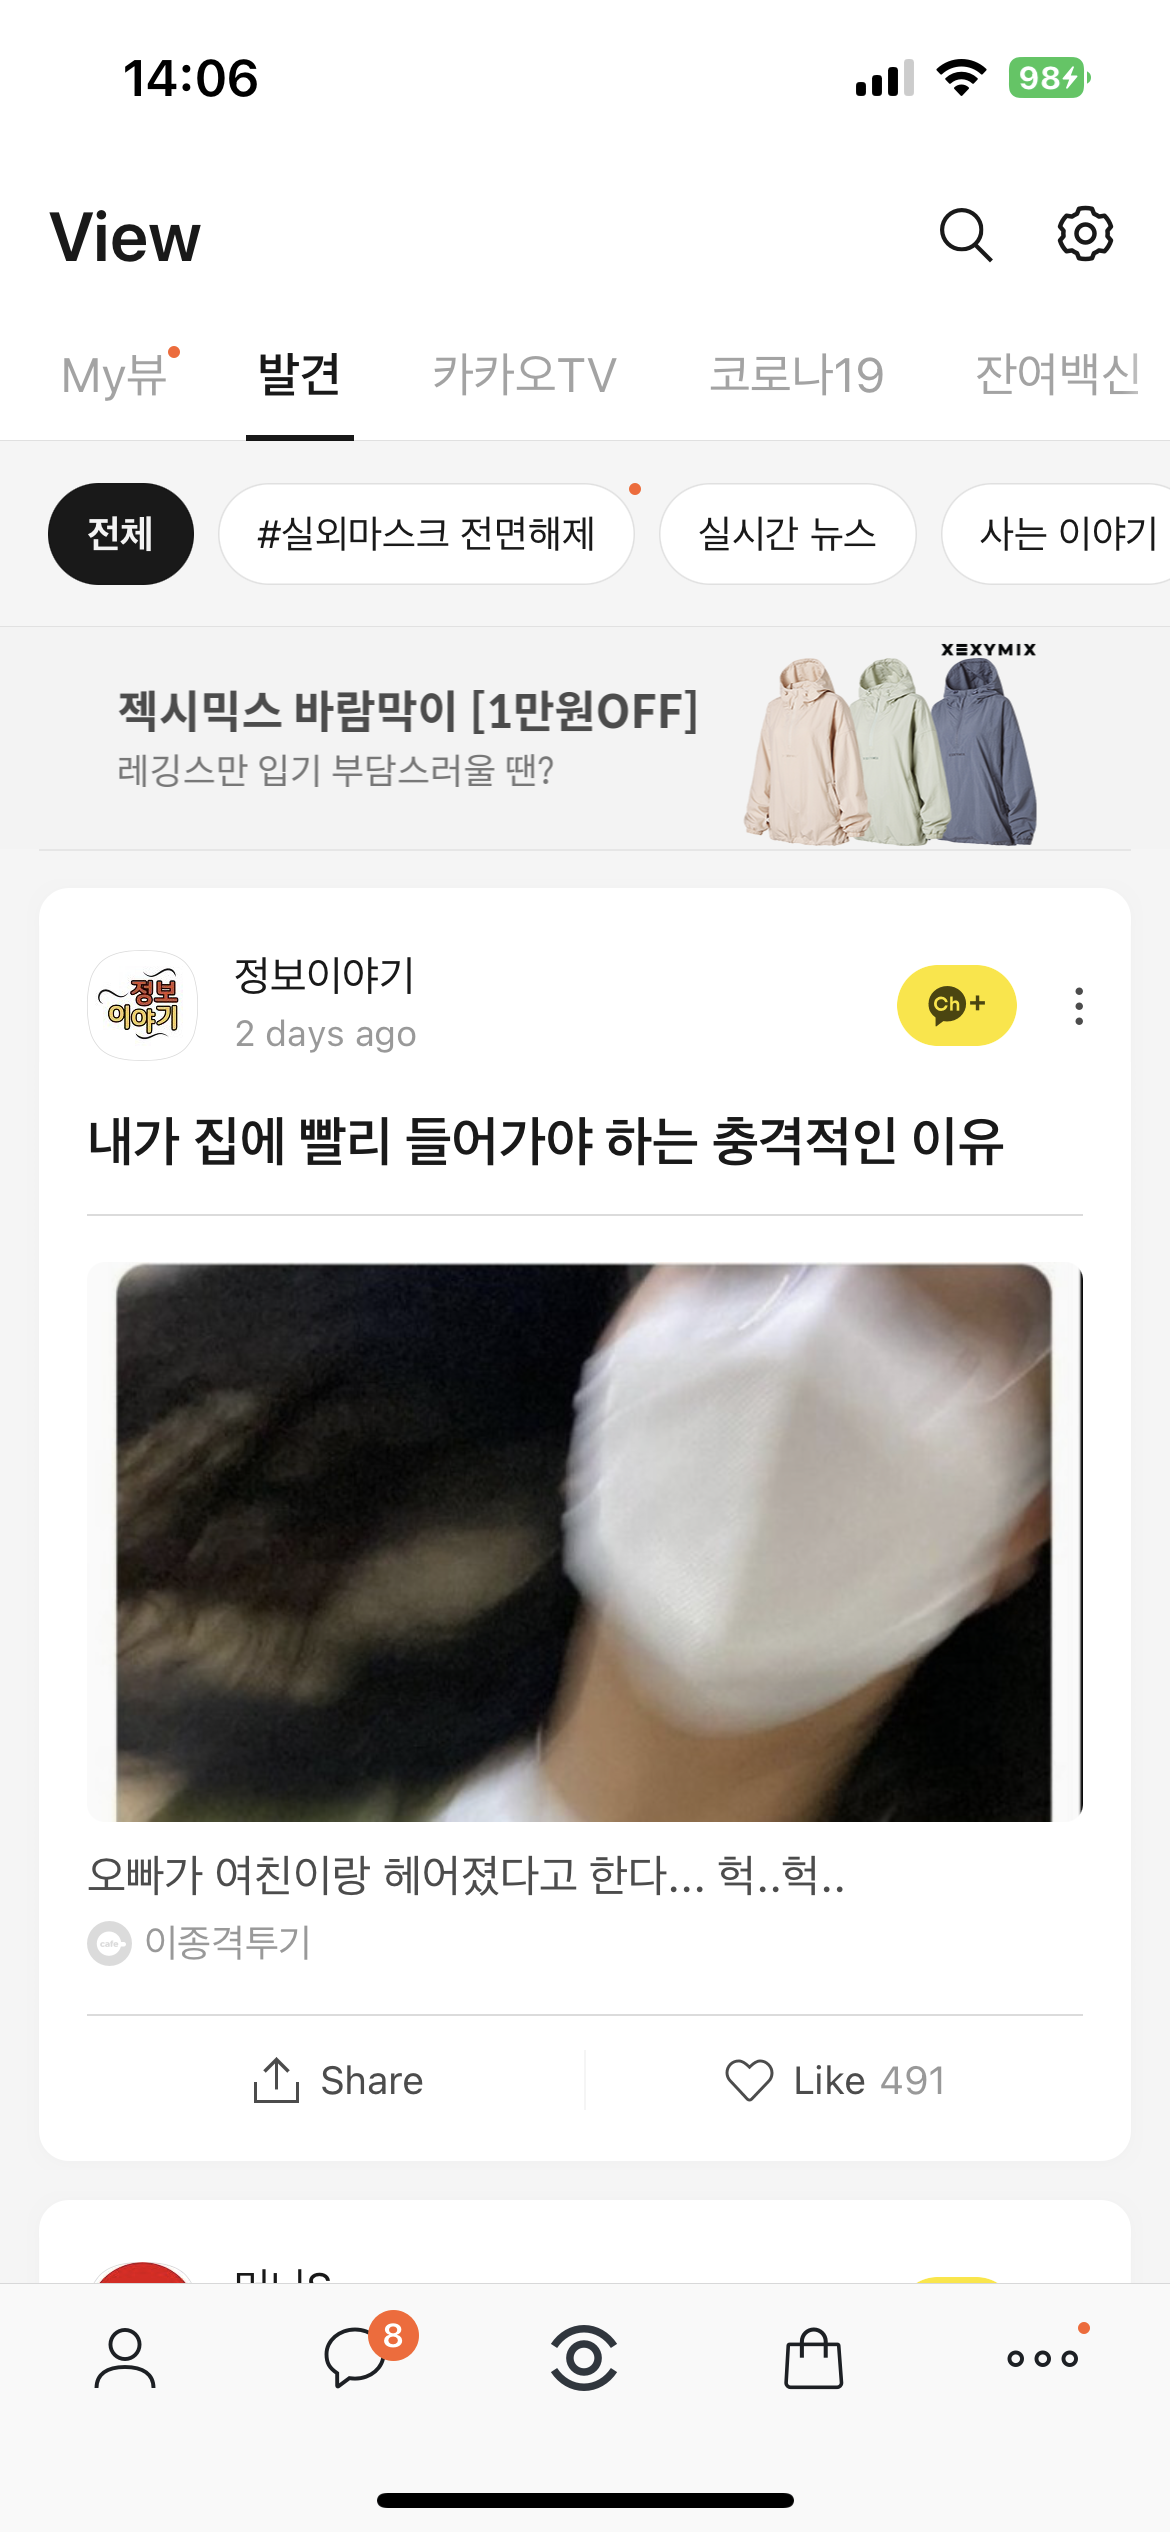 14:06
98
View
My뷰 발견 카카오TV 코로나19 잔여백신
전체 #실외마스크 전면해제 실시간 뉴스 사는 이야기
XEXYMIX
젝시믹스 바람막이 [1만원OFF]
레깅스만 입기 부담스러울 땐?
정보
이야기
정보이야기
2 days ago
Ch+
내가 집에 빨리 들어가야 하는 충격적인 이유
오빠가 여친이랑 헤어졌다고 한다... 헉..헉..
cafe 이종격투기
Share Like 491
8